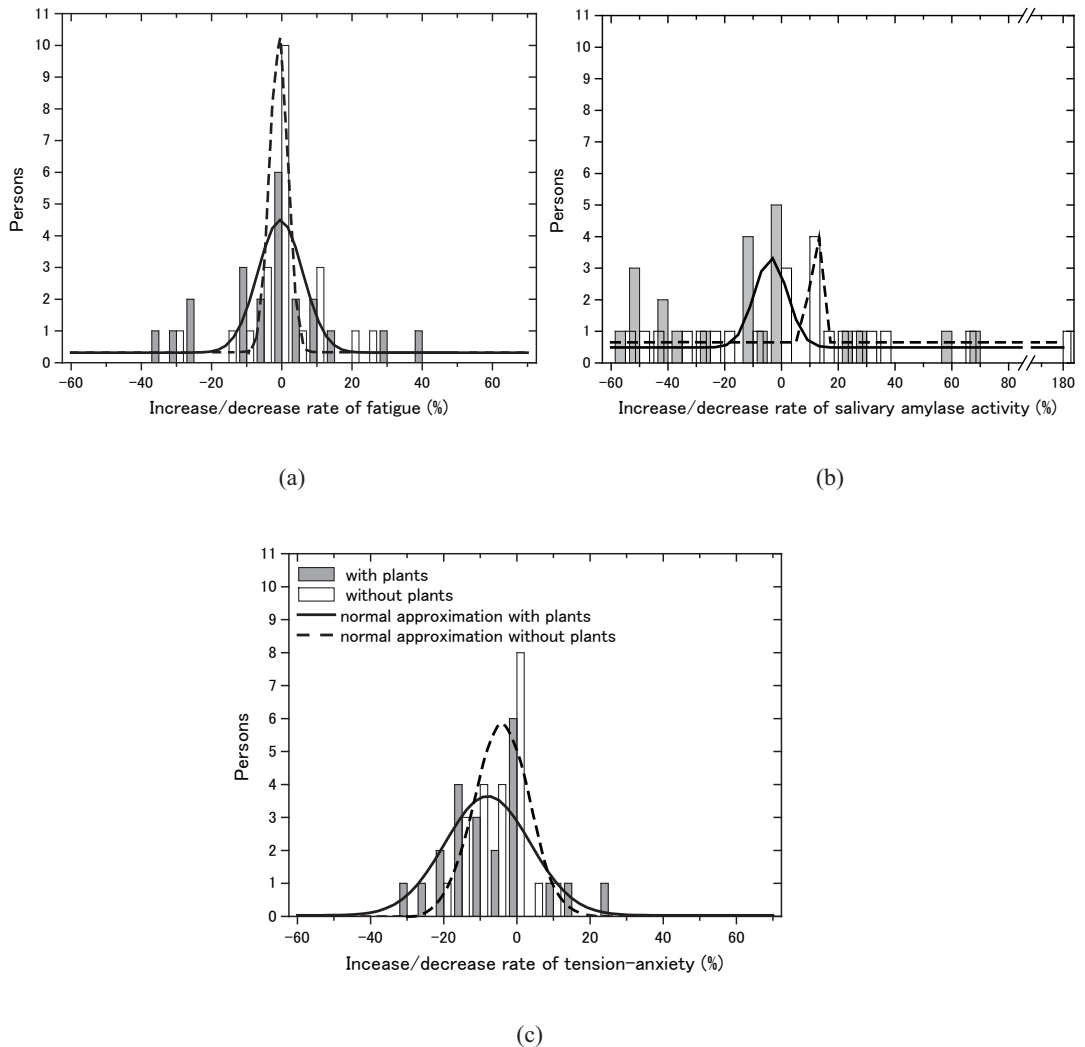 11
10
9
8
7
6
5
4
3
2
1
0
Persons
-60 -40 -20 0 20 40 60
Increase/decrease rate of fatigue (%)
(a)
11
10
9
8
7
6
5
4
3
2
1
0
Persons
-60 -40 -20 0 20 40 60 80 180
Increase/decrease rate of salivary amylase activity (%)
(b)
11
10
9
8
7
6
5
4
3
2
1
0
Persons
with plants
without plants
normal approximation with plants
normal approximation without plants
-60 -40 -20 0 20 40 60
Incease/decrease rate of tension-anxiety (%)
(c)